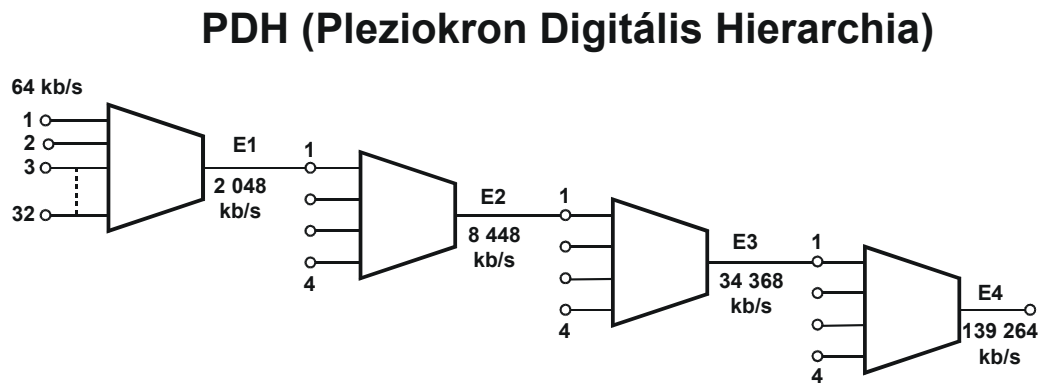 PDH (Pleziokron Digitális Hierarchia)
64 kb/s
1
2
3
32
E1
2 048
kb/s
1
4
E2
8 448
kb/s
1
4
E3
34 368
kb/s
1
4
E4
139 264
kb/s